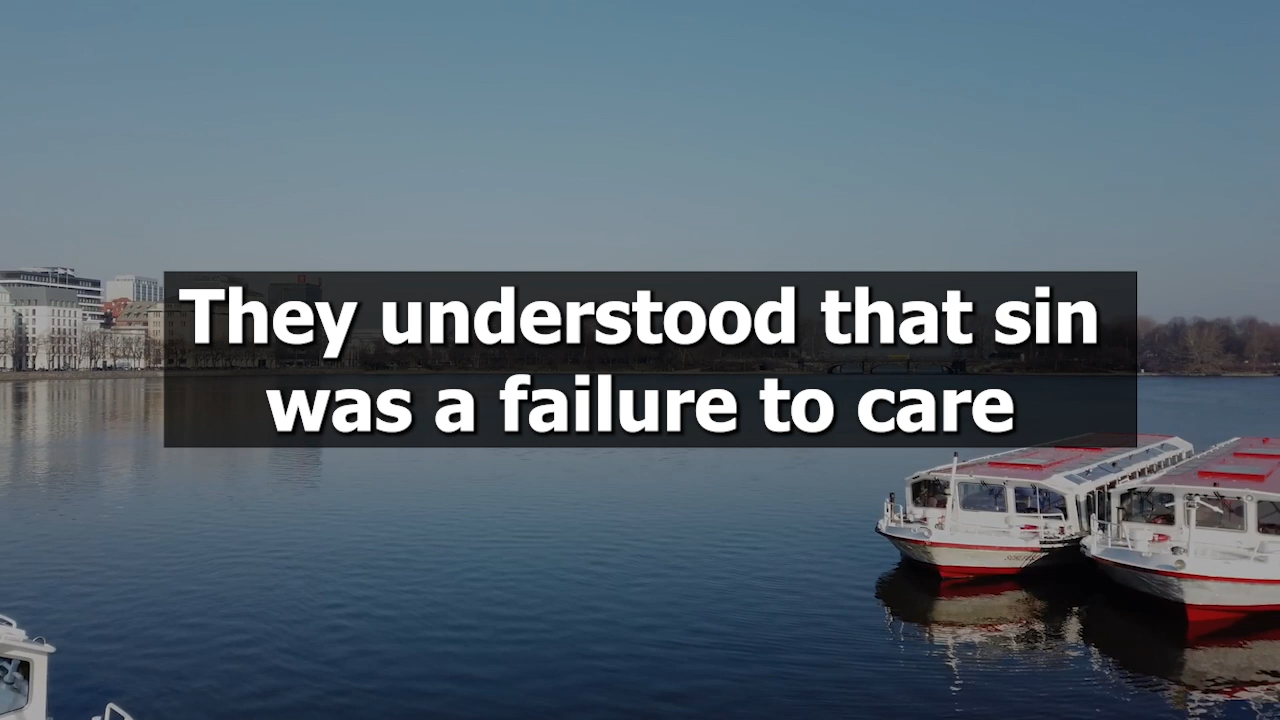 They understood that sin
was a failure to care